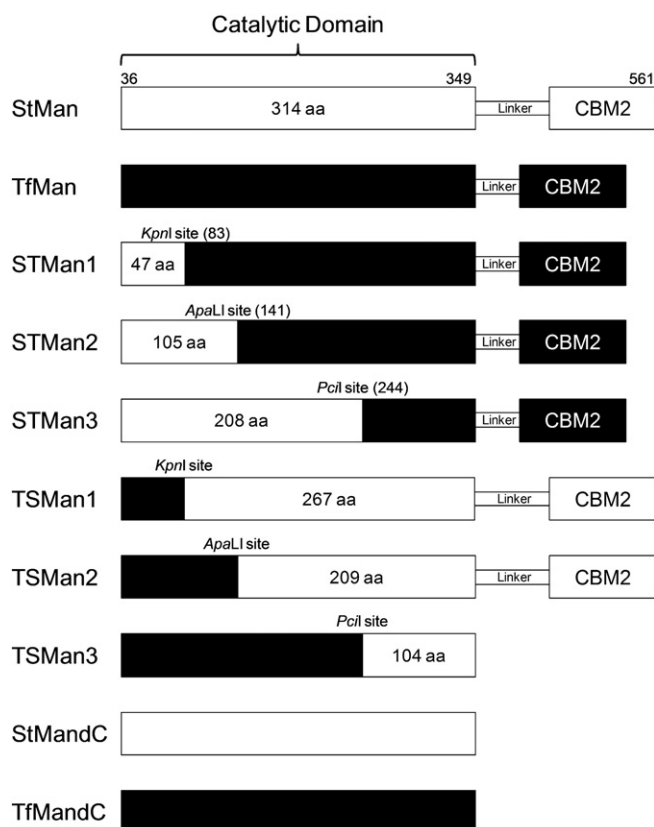 Catalytic Domain
36 349 561
StMan 314 aa Linker CBM2
TfMan Linker CBM2
KpnI site (83)
STMan1 47 aa Linker CBM2
ApaLI site (141)
STMan2 105 aa Linker CBM2
PciI site (244)
STMan3 208 aa Linker CBM2
KpnI site
TSMan1 267 aa Linker CBM2
ApaLI site
TSMan2 209 aa Linker CBM2
PciI site
TSMan3 104 aa
StMandC
TfMandC